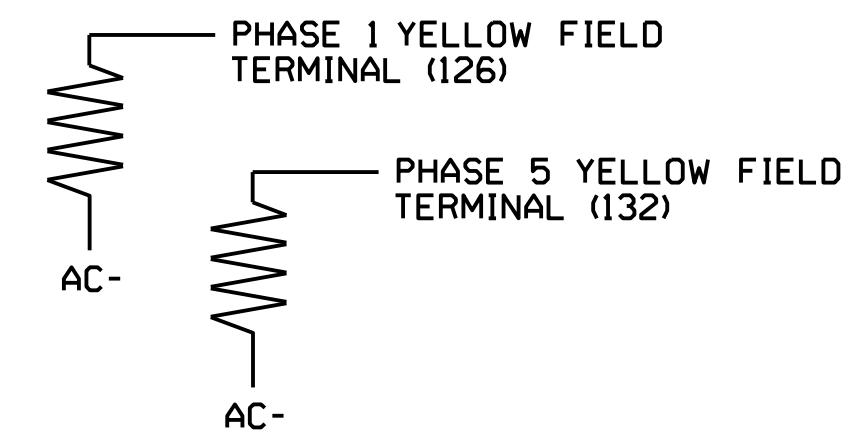 PHASE 1 YELLOW FIELD
TERMINAL (126)
AC-
PHASE 5 YELLOW FIELD
TERMINAL (132)
AC-